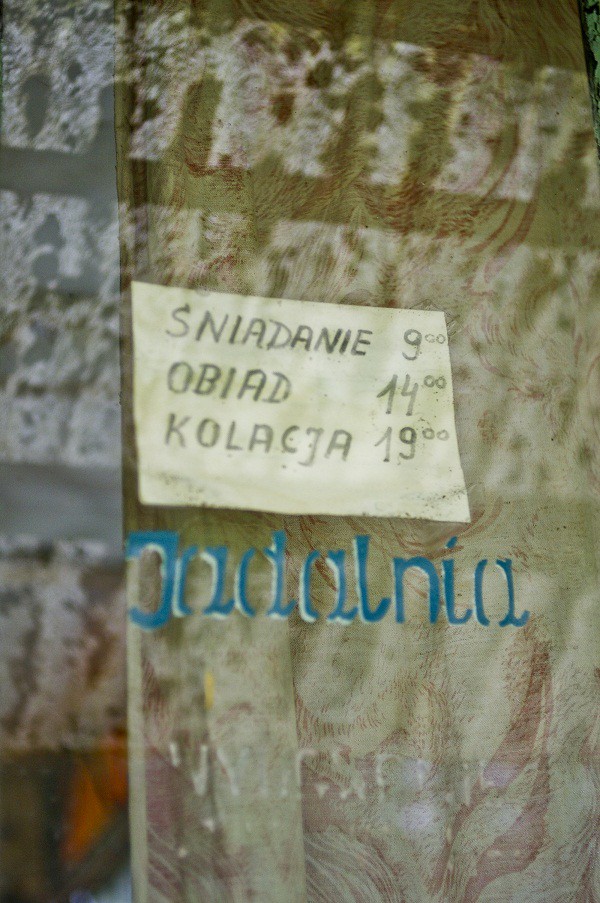 ŚNIADANIE 9⁰⁰
OBIAD 14⁰⁰
KOLACJA 19⁰⁰
Jadalnia